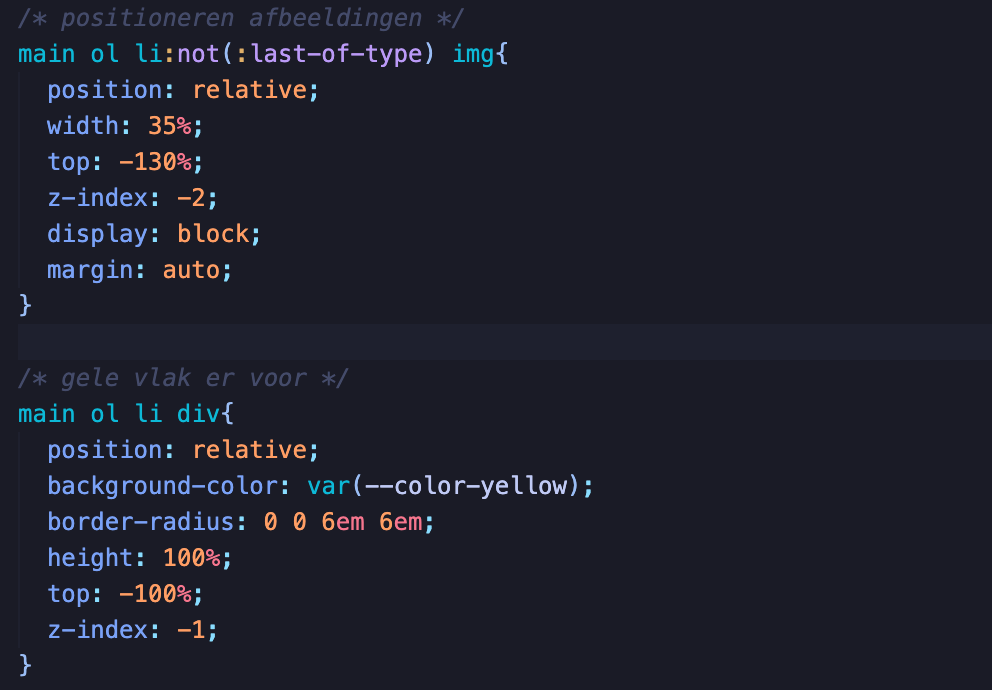 /* positioneren afbeeldingen */
main ol li:not(:last-of-type) img{
  position: relative;
  width: 35%;
  top: -130%;
  z-index: -2;
  display: block;
  margin: auto;
}
/* gele vlak er voor */
main ol li div{
  position: relative;
  background-color: var(--color-yellow);
  border-radius: 0 0 6em 6em;
  height: 100%;
  top: -100%;
  z-index: -1;
}